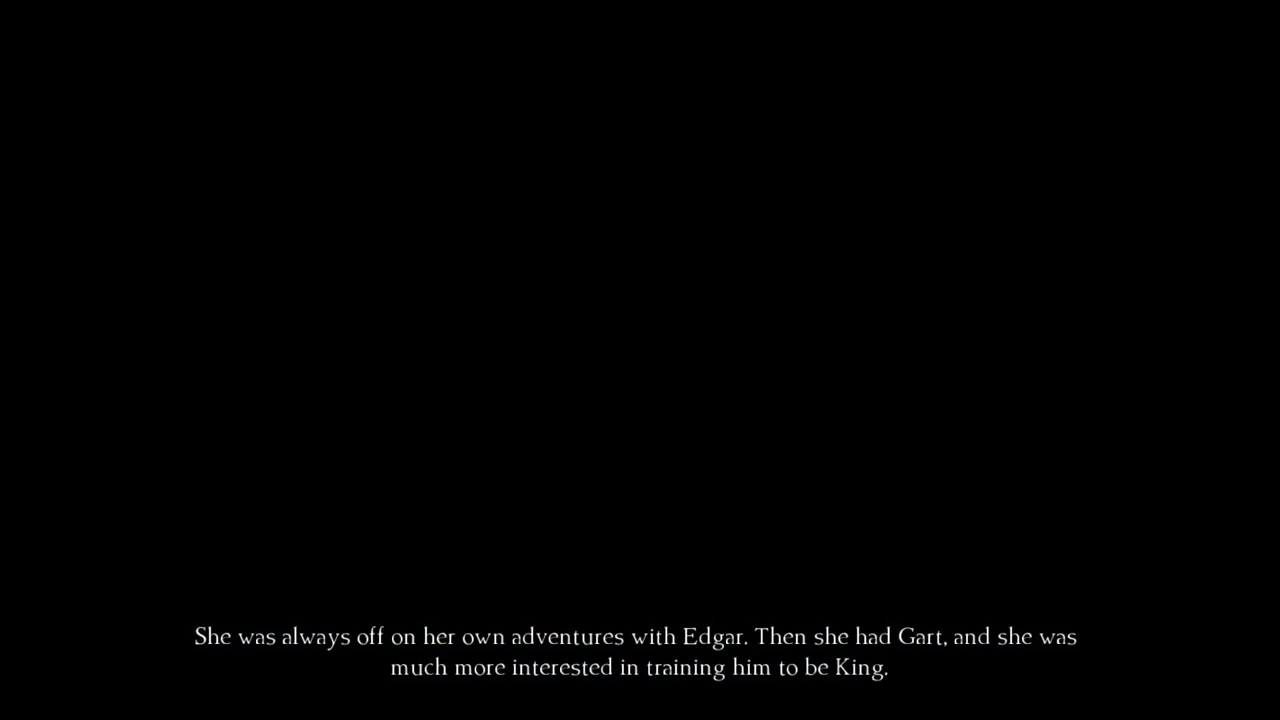 She was always off on her own adventures with Edgar. Then she had Gart, and she was
much more interested in training him to be King.